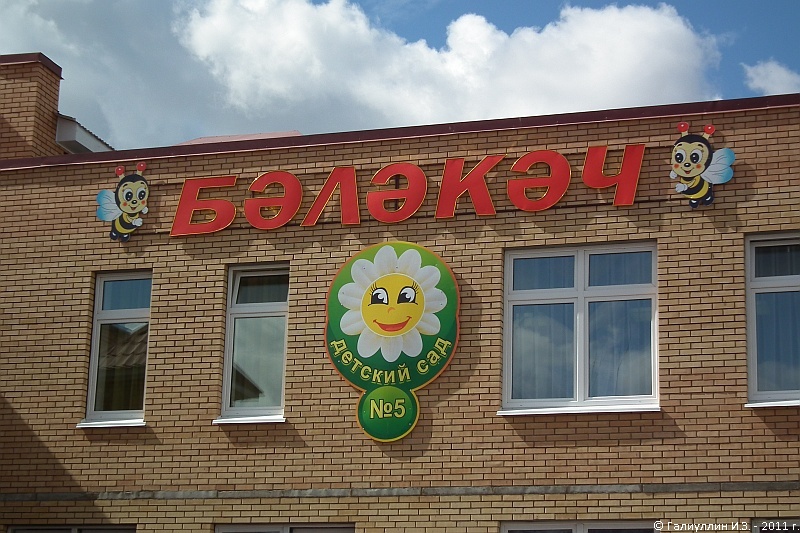 БәЛәКәЧ
детский сад
№5
© Галиуллин И.З. - 2011 г.